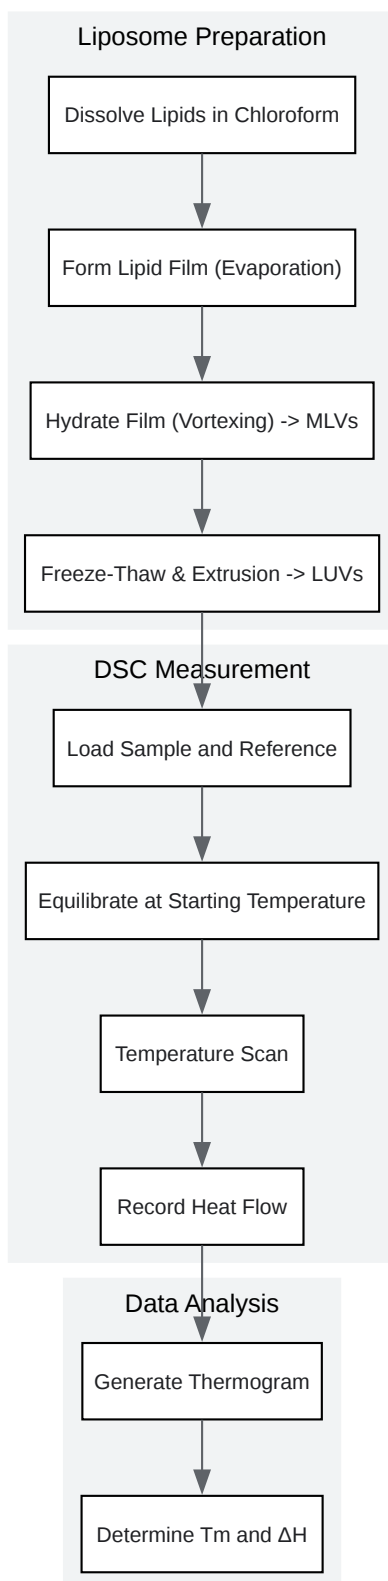 Liposome Preparation
Dissolve Lipids in Chloroform
Form Lipid Film (Evaporation)
Hydrate Film (Vortexing) -> MLVs
Freeze-Thaw & Extrusion -> LUVs
DSC Measurement
Load Sample and Reference
Equilibrate at Starting Temperature
Temperature Scan
Record Heat Flow
Data Analysis
Generate Thermogram
Determine Tm and ΔH